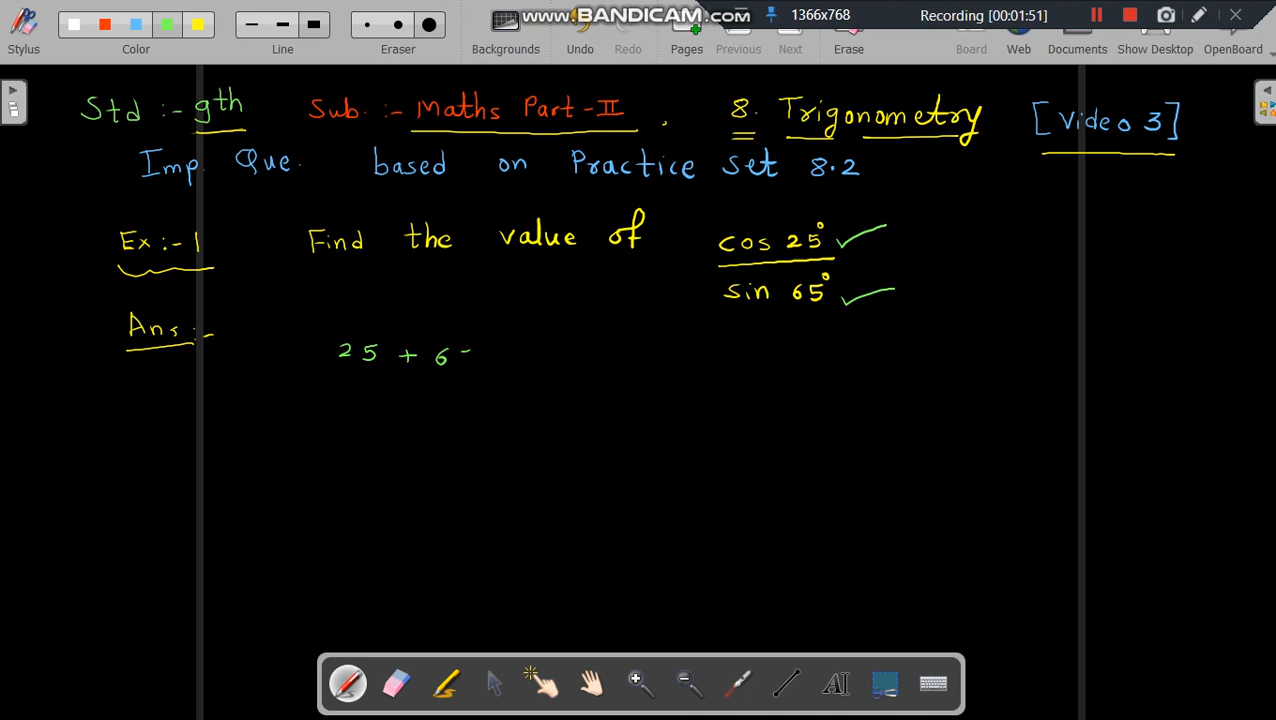 Stylus Color Line Eraser Backgrounds Undo Redo Pages Previous Next Erase Board Web Documents Show Desktop OpenBoard
www.BANDICAM.com 1366x768 Recording [00:01:51]
Std :- 9th Sub. :- Maths Part-II , 8. Trigonometry [Video 3]
Imp. Que. based on Practice Set 8.2
Ex :- 1 Find the value of cos 25°
sin 65°
Ans :-
25 + 6
AI